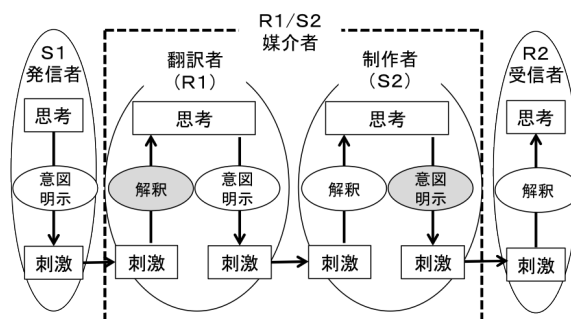 R1/S2
媒介者
S1
発信者
翻訳者
(R1)
制作者
(S2)
R2
受信者
思考
思考
思考
思考
意図
明示
解釈
意図
明示
解釈
意図
明示
解釈
刺激
刺激
刺激
刺激
刺激
刺激